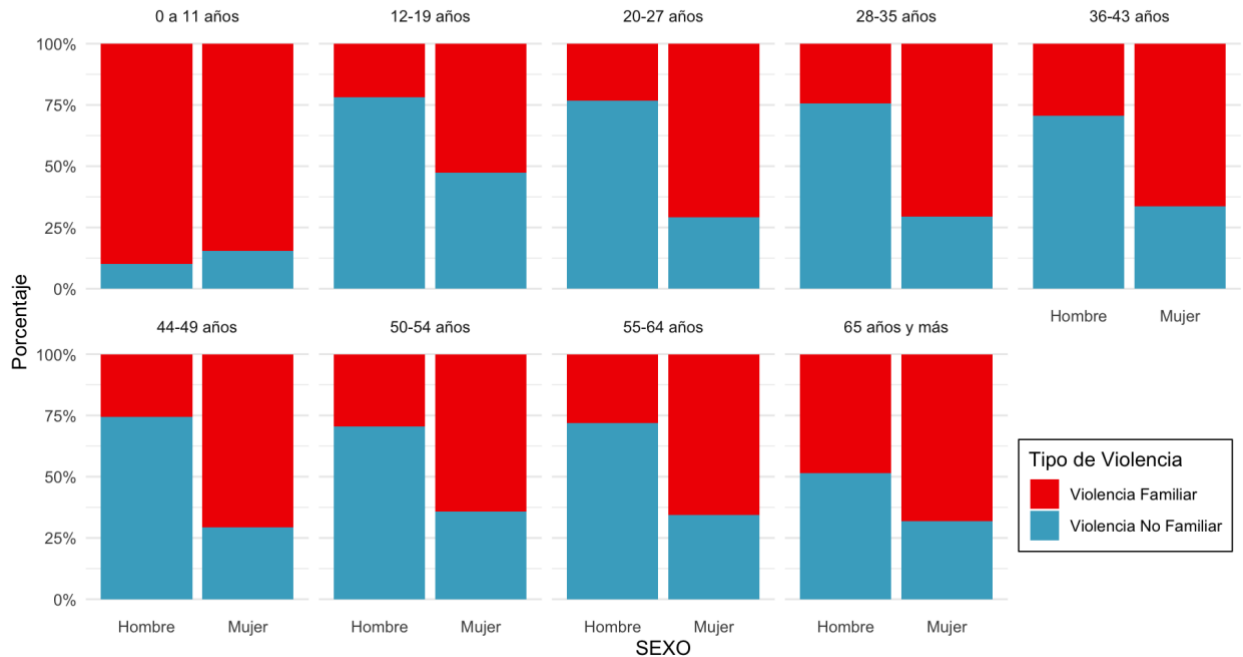 0 a 11 años
12-19 años
20-27 años
28-35 años
36-43 años
100%
75%
50%
25%
0%
Hombre
Mujer
Porcentaje
44-49 años
50-54 años
55-64 años
65 años y más
100%
75%
50%
25%
0%
Hombre
Mujer
Hombre
Mujer
Hombre
Mujer
Hombre
Mujer
SEXO
Tipo de Violencia
Violencia Familiar
Violencia No Familiar